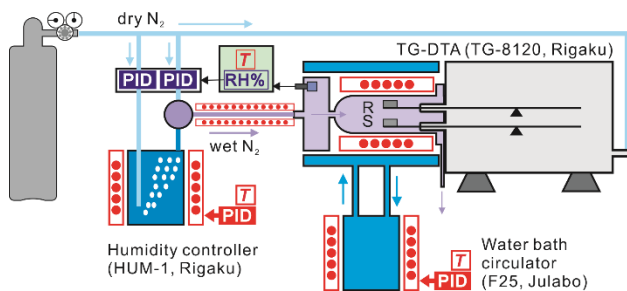 dry N₂
TG-DTA (TG-8120, Rigaku)
T
PID PID
RH%
R
S
wet N₂
T
PID
Humidity controller
(HUM-1, Rigaku)
T
PID
Water bath
circulator
(F25, Julabo)